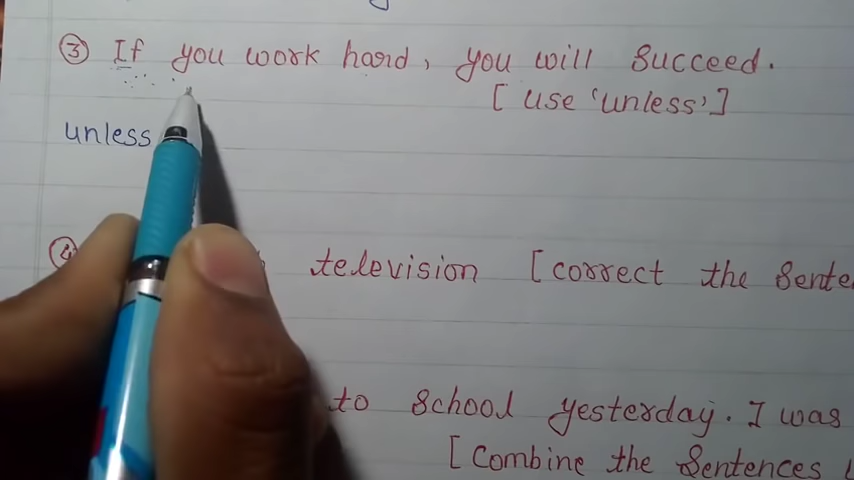 ③ If you work hard, you will succeed.
[ use 'unless' ]
unless
④ television [ correct the
to school yesterday. I was
[ Combine the Sentences